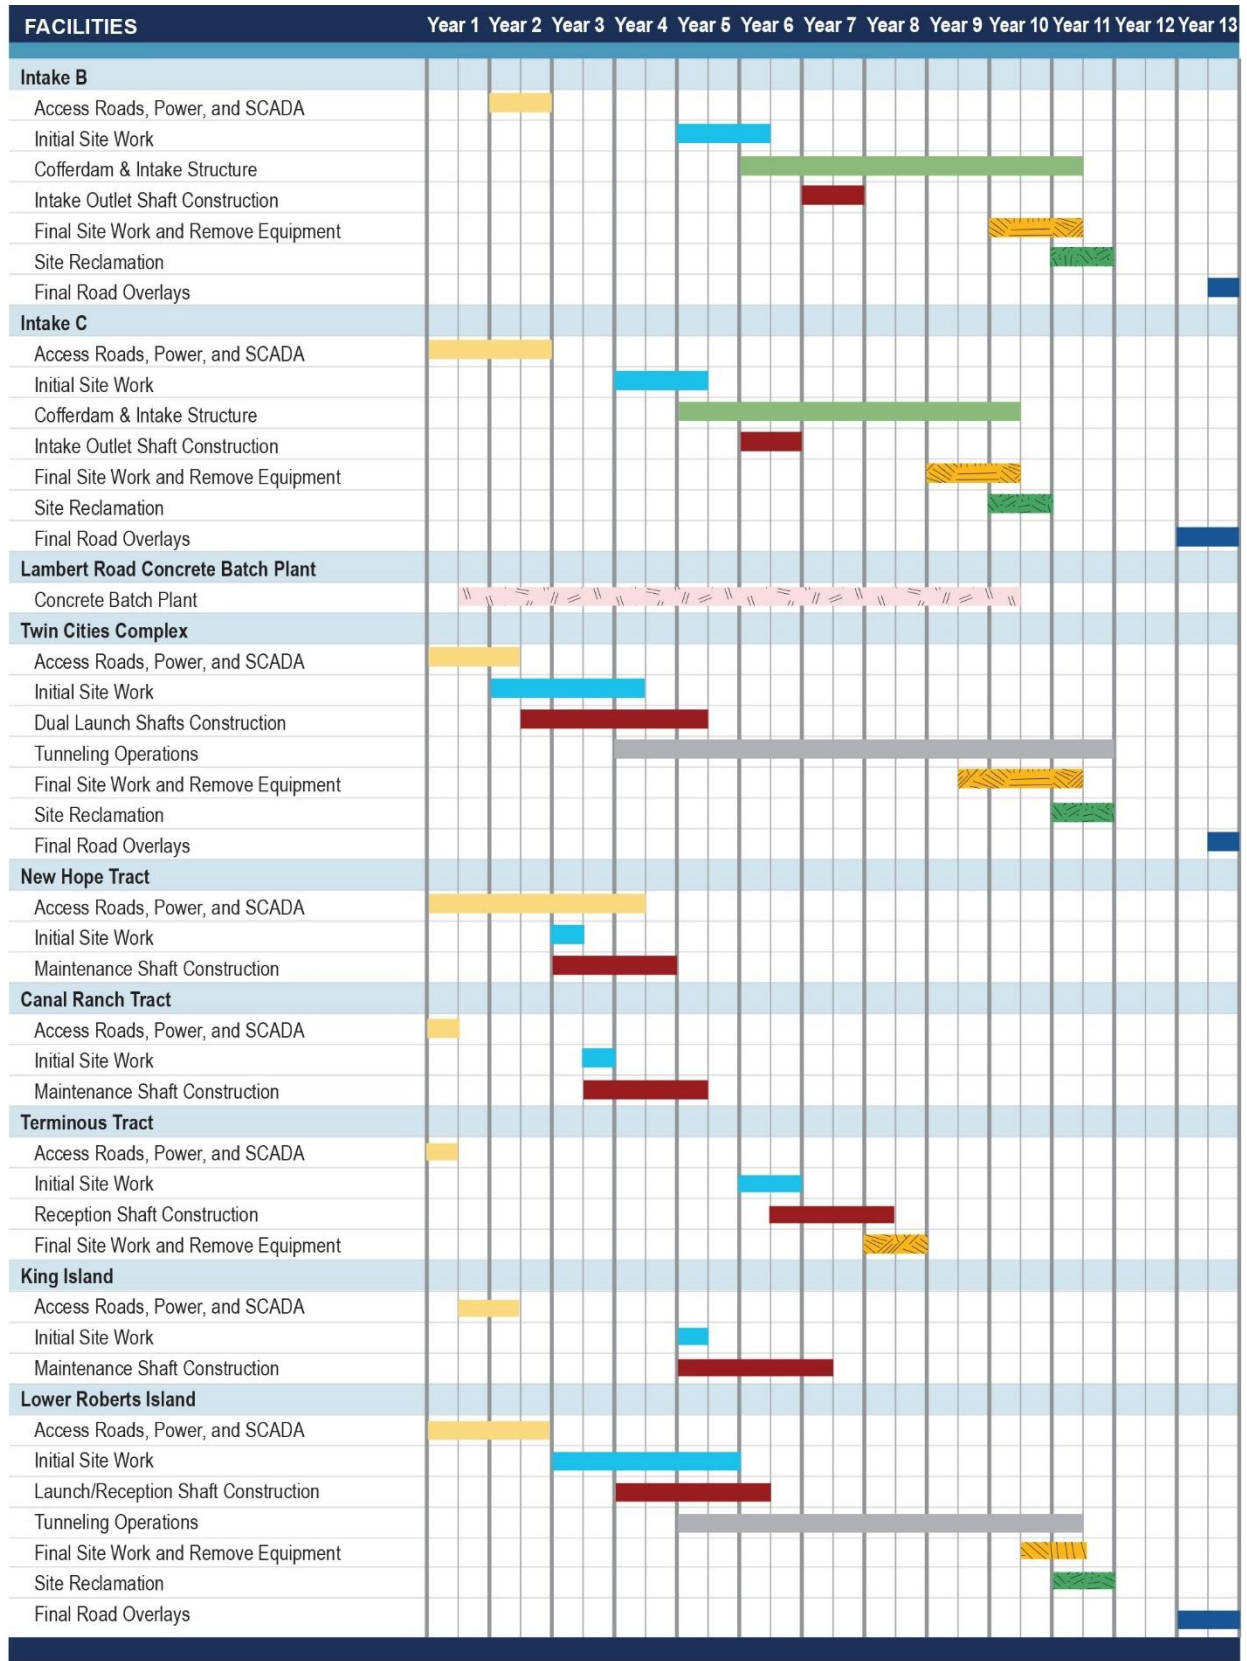 FACILITIES Year 1 Year 2 Year 3 Year 4 Year 5 Year 6 Year 7 Year 8 Year 9 Year 10 Year 11 Year 12 Year 13
Intake B
Access Roads, Power, and SCADA
Initial Site Work
Cofferdam & Intake Structure
Intake Outlet Shaft Construction
Final Site Work and Remove Equipment
Site Reclamation
Final Road Overlays
Intake C
Access Roads, Power, and SCADA
Initial Site Work
Cofferdam & Intake Structure
Intake Outlet Shaft Construction
Final Site Work and Remove Equipment
Site Reclamation
Final Road Overlays
Lambert Road Concrete Batch Plant
Concrete Batch Plant
Twin Cities Complex
Access Roads, Power, and SCADA
Initial Site Work
Dual Launch Shafts Construction
Tunneling Operations
Final Site Work and Remove Equipment
Site Reclamation
Final Road Overlays
New Hope Tract
Access Roads, Power, and SCADA
Initial Site Work
Maintenance Shaft Construction
Canal Ranch Tract
Access Roads, Power, and SCADA
Initial Site Work
Maintenance Shaft Construction
Terminous Tract
Access Roads, Power, and SCADA
Initial Site Work
Reception Shaft Construction
Final Site Work and Remove Equipment
King Island
Access Roads, Power, and SCADA
Initial Site Work
Maintenance Shaft Construction
Lower Roberts Island
Access Roads, Power, and SCADA
Initial Site Work
Launch/Reception Shaft Construction
Tunneling Operations
Final Site Work and Remove Equipment
Site Reclamation
Final Road Overlays